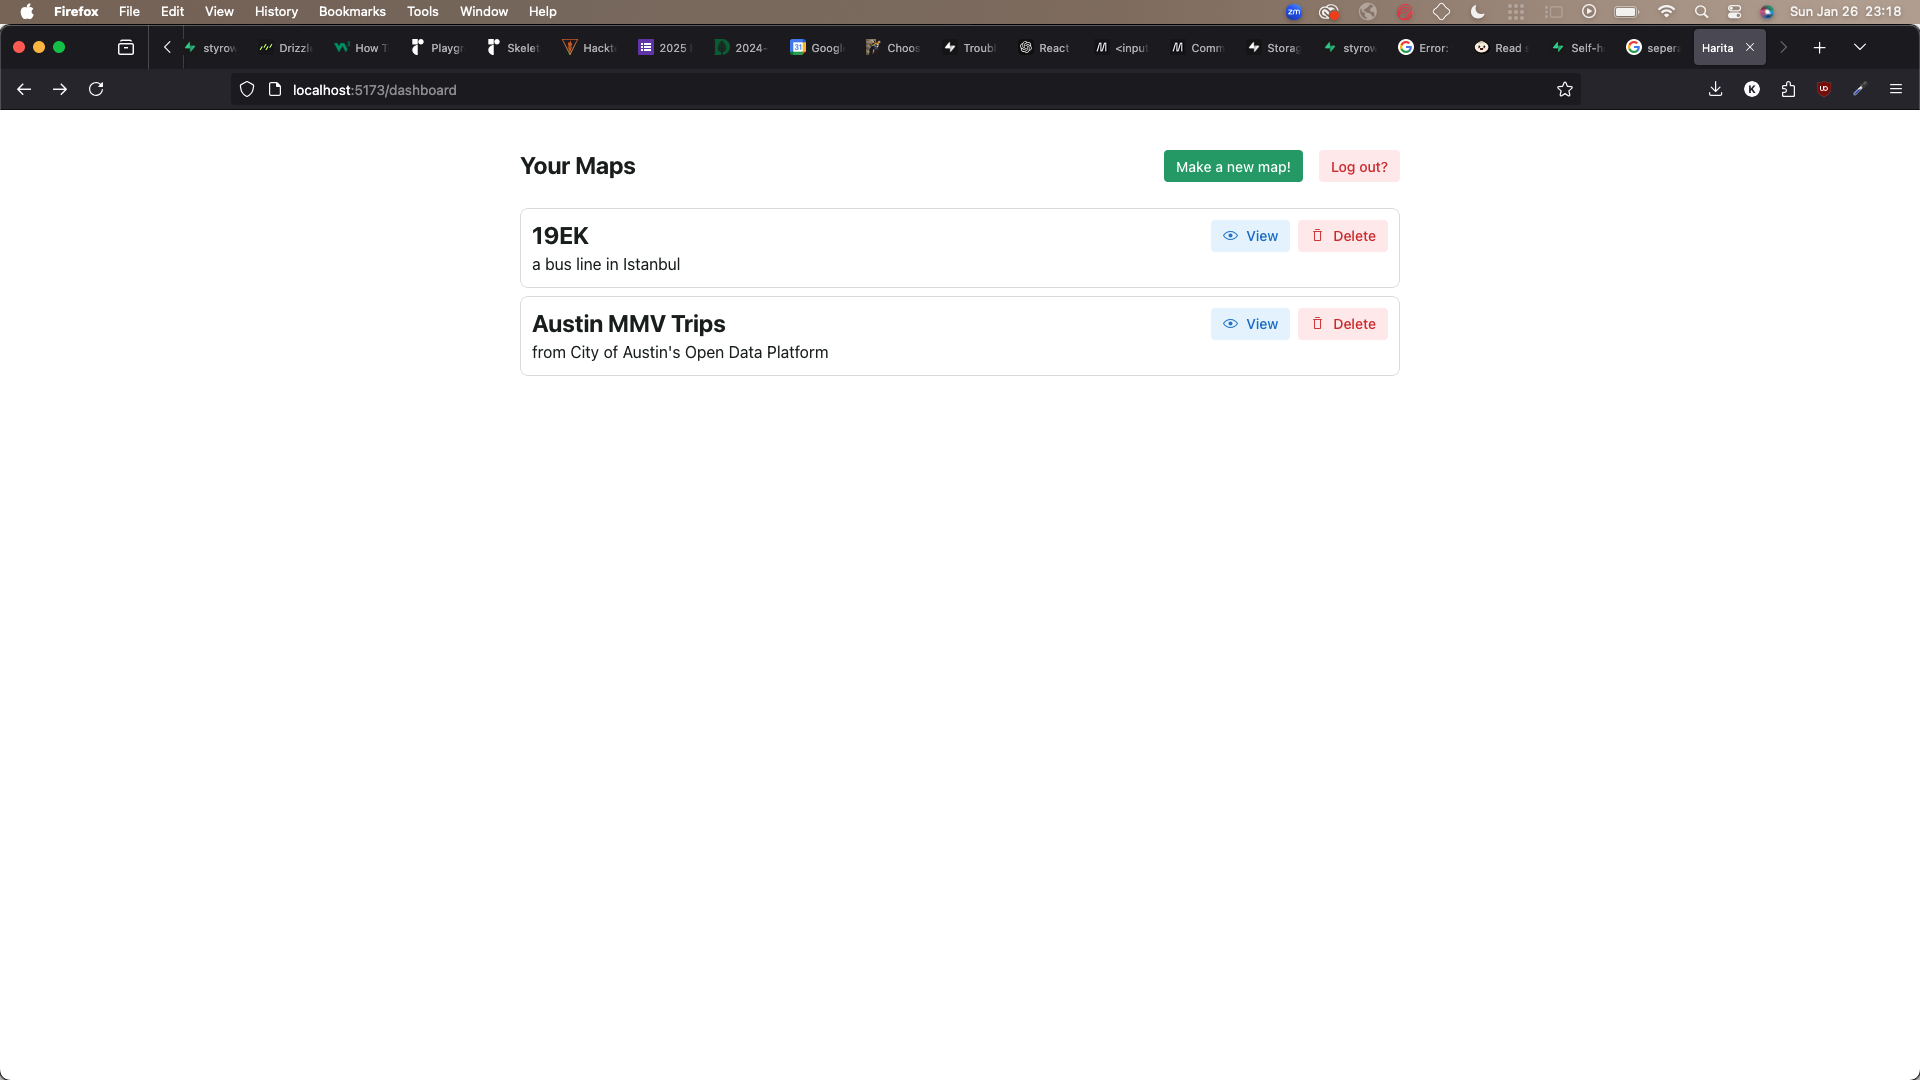 Firefox File Edit View History Bookmarks Tools Window Help zm Sun Jan 26 23:18
styrow Drizzl How T Playgr Skelet Hackt 2025 2024- 31 Googl Choos Troubl React <input Comm Storag styrow Error: Read s Self-h sepera Harita
localhost:5173/dashboard K
Your Maps Make a new map! Log out?
19EK View Delete
a bus line in Istanbul
Austin MMV Trips View Delete
from City of Austin's Open Data Platform